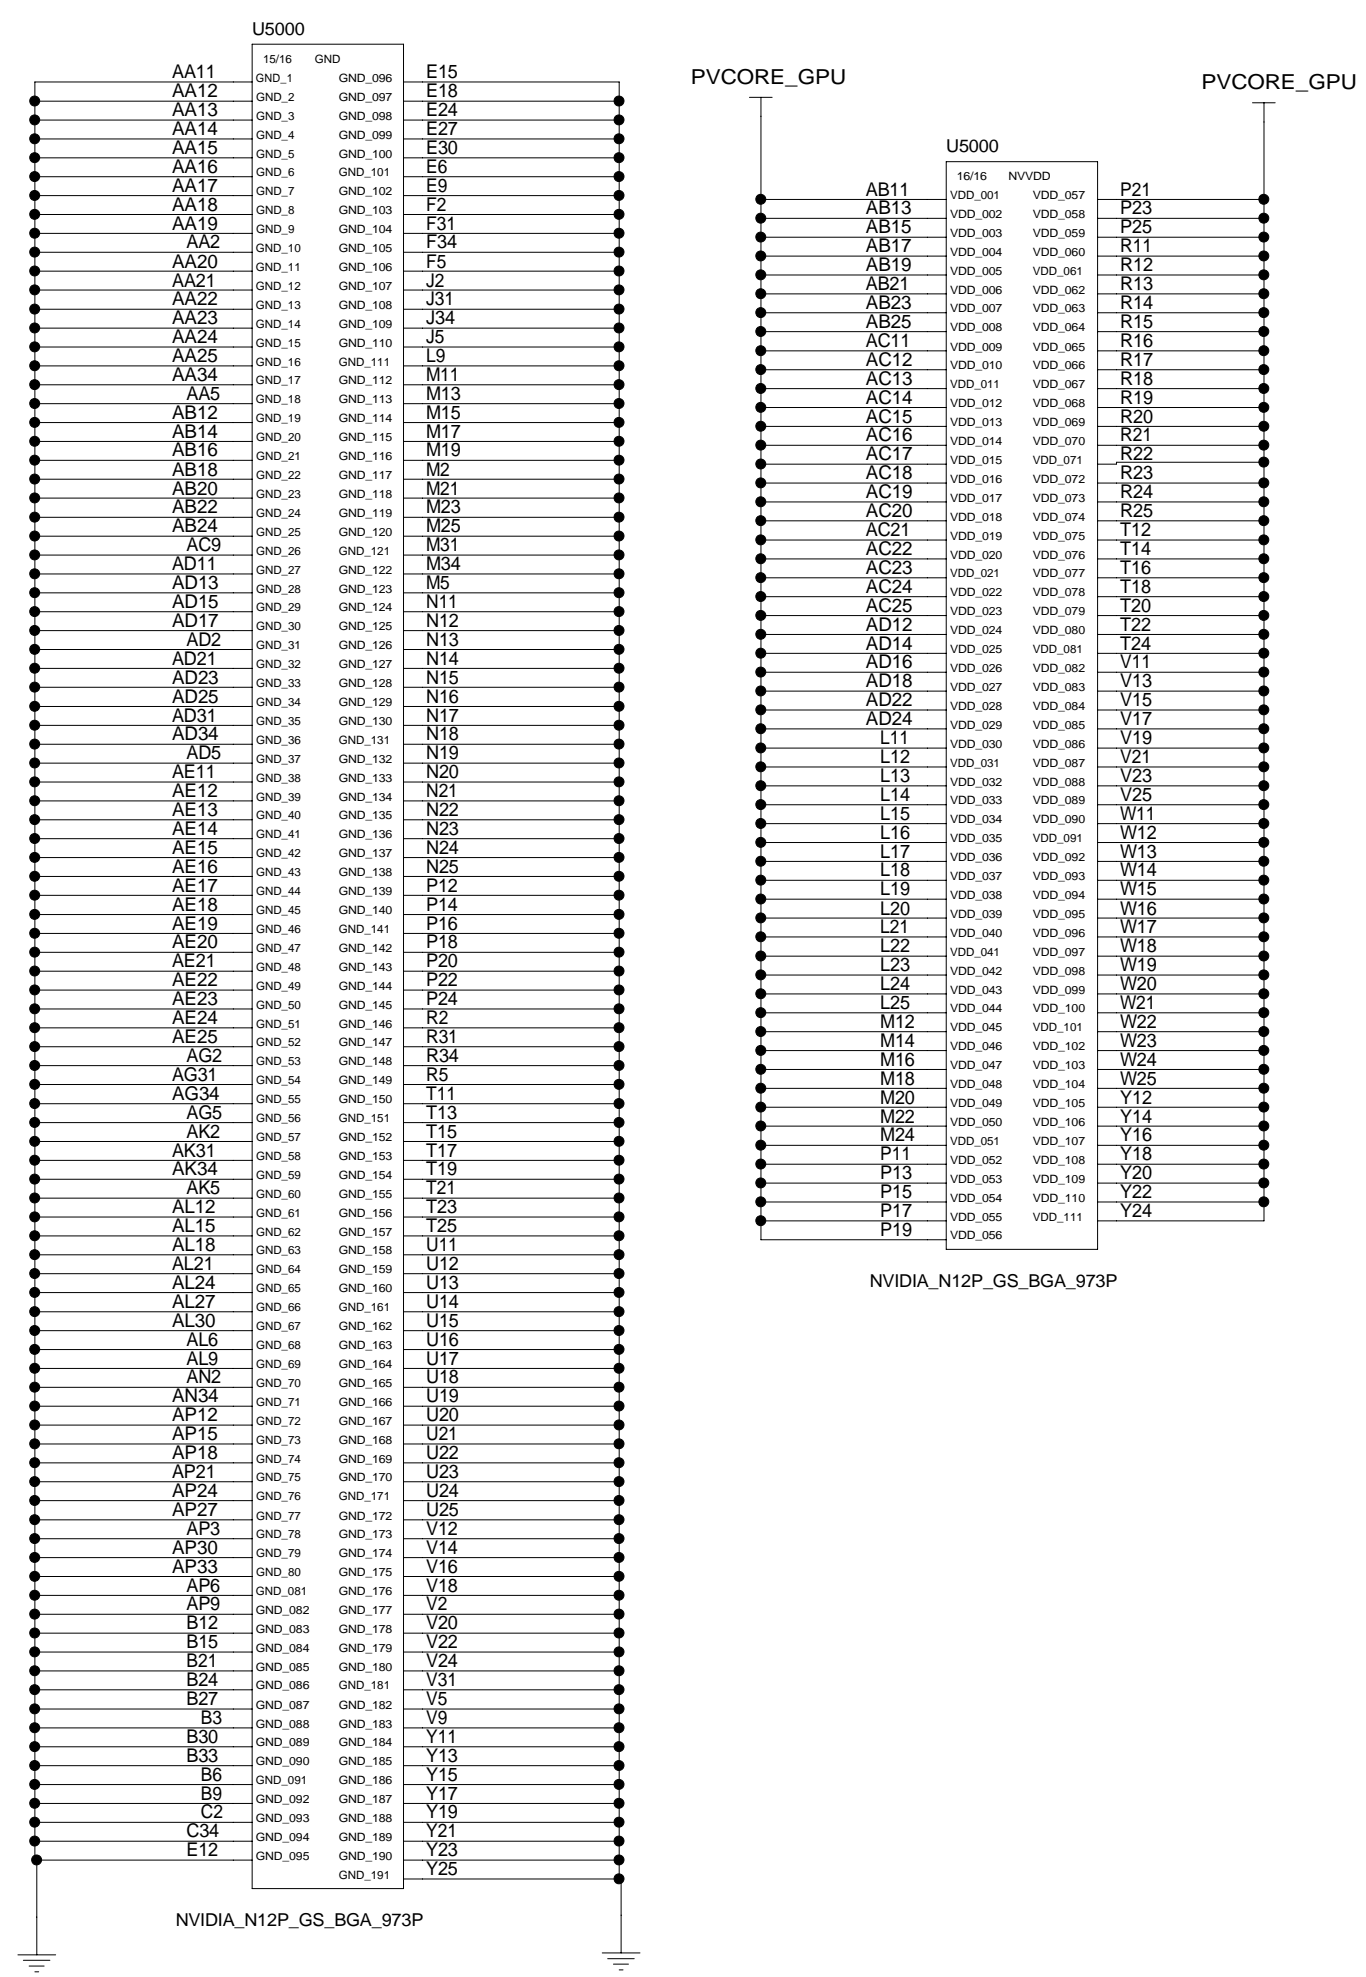 U5000
15/16 GND
AA11 GND_1 GND_096 E15
AA12 GND_2 GND_097 E18
AA13 GND_3 GND_098 E24
AA14 GND_4 GND_099 E27
AA15 GND_5 GND_100 E30
AA16 GND_6 GND_101 E6
AA17 GND_7 GND_102 E9
AA18 GND_8 GND_103 F2
AA19 GND_9 GND_104 F31
AA2 GND_10 GND_105 F34
AA20 GND_11 GND_106 F5
AA21 GND_12 GND_107 J2
AA22 GND_13 GND_108 J31
AA23 GND_14 GND_109 J34
AA24 GND_15 GND_110 J5
AA25 GND_16 GND_111 L9
AA34 GND_17 GND_112 M11
AA5 GND_18 GND_113 M13
AB12 GND_19 GND_114 M15
AB14 GND_20 GND_115 M17
AB16 GND_21 GND_116 M19
AB18 GND_22 GND_117 M2
AB20 GND_23 GND_118 M21
AB22 GND_24 GND_119 M23
AB24 GND_25 GND_120 M25
AC9 GND_26 GND_121 M31
AD11 GND_27 GND_122 M34
AD13 GND_28 GND_123 M5
AD15 GND_29 GND_124 N11
AD17 GND_30 GND_125 N12
AD2 GND_31 GND_126 N13
AD21 GND_32 GND_127 N14
AD23 GND_33 GND_128 N15
AD25 GND_34 GND_129 N16
AD31 GND_35 GND_130 N17
AD34 GND_36 GND_131 N18
AD5 GND_37 GND_132 N19
AE11 GND_38 GND_133 N20
AE12 GND_39 GND_134 N21
AE13 GND_40 GND_135 N22
AE14 GND_41 GND_136 N23
AE15 GND_42 GND_137 N24
AE16 GND_43 GND_138 N25
AE17 GND_44 GND_139 P12
AE18 GND_45 GND_140 P14
AE19 GND_46 GND_141 P16
AE20 GND_47 GND_142 P18
AE21 GND_48 GND_143 P20
AE22 GND_49 GND_144 P22
AE23 GND_50 GND_145 P24
AE24 GND_51 GND_146 R2
AE25 GND_52 GND_147 R31
AG2 GND_53 GND_148 R34
AG31 GND_54 GND_149 R5
AG34 GND_55 GND_150 T11
AG5 GND_56 GND_151 T13
AK2 GND_57 GND_152 T15
AK31 GND_58 GND_153 T17
AK34 GND_59 GND_154 T19
AK5 GND_60 GND_155 T21
AL12 GND_61 GND_156 T23
AL15 GND_62 GND_157 T25
AL18 GND_63 GND_158 U11
AL21 GND_64 GND_159 U12
AL24 GND_65 GND_160 U13
AL27 GND_66 GND_161 U14
AL30 GND_67 GND_162 U15
AL6 GND_68 GND_163 U16
AL9 GND_69 GND_164 U17
AN2 GND_70 GND_165 U18
AN34 GND_71 GND_166 U19
AP12 GND_72 GND_167 U20
AP15 GND_73 GND_168 U21
AP18 GND_74 GND_169 U22
AP21 GND_75 GND_170 U23
AP24 GND_76 GND_171 U24
AP27 GND_77 GND_172 U25
AP3 GND_78 GND_173 V12
AP30 GND_79 GND_174 V14
AP33 GND_80 GND_175 V16
AP6 GND_081 GND_176 V18
AP9 GND_082 GND_177 V2
B12 GND_083 GND_178 V20
B15 GND_084 GND_179 V22
B21 GND_085 GND_180 V24
B24 GND_086 GND_181 V31
B27 GND_087 GND_182 V5
B3 GND_088 GND_183 V9
B30 GND_089 GND_184 Y11
B33 GND_090 GND_185 Y13
B6 GND_091 GND_186 Y15
B9 GND_092 GND_187 Y17
C2 GND_093 GND_188 Y19
C34 GND_094 GND_189 Y21
E12 GND_095 GND_190 Y23
GND_191 Y25
NVIDIA_N12P_GS_BGA_973P
PVCORE_GPU
PVCORE_GPU
U5000
16/16 NVVDD
AB11 VDD_001 VDD_057 P21
AB13 VDD_002 VDD_058 P23
AB15 VDD_003 VDD_059 P25
AB17 VDD_004 VDD_060 R11
AB19 VDD_005 VDD_061 R12
AB21 VDD_006 VDD_062 R13
AB23 VDD_007 VDD_063 R14
AB25 VDD_008 VDD_064 R15
AC11 VDD_009 VDD_065 R16
AC12 VDD_010 VDD_066 R17
AC13 VDD_011 VDD_067 R18
AC14 VDD_012 VDD_068 R19
AC15 VDD_013 VDD_069 R20
AC16 VDD_014 VDD_070 R21
AC17 VDD_015 VDD_071 R22
AC18 VDD_016 VDD_072 R23
AC19 VDD_017 VDD_073 R24
AC20 VDD_018 VDD_074 R25
AC21 VDD_019 VDD_075 T12
AC22 VDD_020 VDD_076 T14
AC23 VDD_021 VDD_077 T16
AC24 VDD_022 VDD_078 T18
AC25 VDD_023 VDD_079 T20
AD12 VDD_024 VDD_080 T22
AD14 VDD_025 VDD_081 T24
AD16 VDD_026 VDD_082 V11
AD18 VDD_027 VDD_083 V13
AD22 VDD_028 VDD_084 V15
AD24 VDD_029 VDD_085 V17
L11 VDD_030 VDD_086 V19
L12 VDD_031 VDD_087 V21
L13 VDD_032 VDD_088 V23
L14 VDD_033 VDD_089 V25
L15 VDD_034 VDD_090 W11
L16 VDD_035 VDD_091 W12
L17 VDD_036 VDD_092 W13
L18 VDD_037 VDD_093 W14
L19 VDD_038 VDD_094 W15
L20 VDD_039 VDD_095 W16
L21 VDD_040 VDD_096 W17
L22 VDD_041 VDD_097 W18
L23 VDD_042 VDD_098 W19
L24 VDD_043 VDD_099 W20
L25 VDD_044 VDD_100 W21
M12 VDD_045 VDD_101 W22
M14 VDD_046 VDD_102 W23
M16 VDD_047 VDD_103 W24
M18 VDD_048 VDD_104 W25
M20 VDD_049 VDD_105 Y12
M22 VDD_050 VDD_106 Y14
M24 VDD_051 VDD_107 Y16
P11 VDD_052 VDD_108 Y18
P13 VDD_053 VDD_109 Y20
P15 VDD_054 VDD_110 Y22
P17 VDD_055 VDD_111 Y24
P19 VDD_056
NVIDIA_N12P_GS_BGA_973P